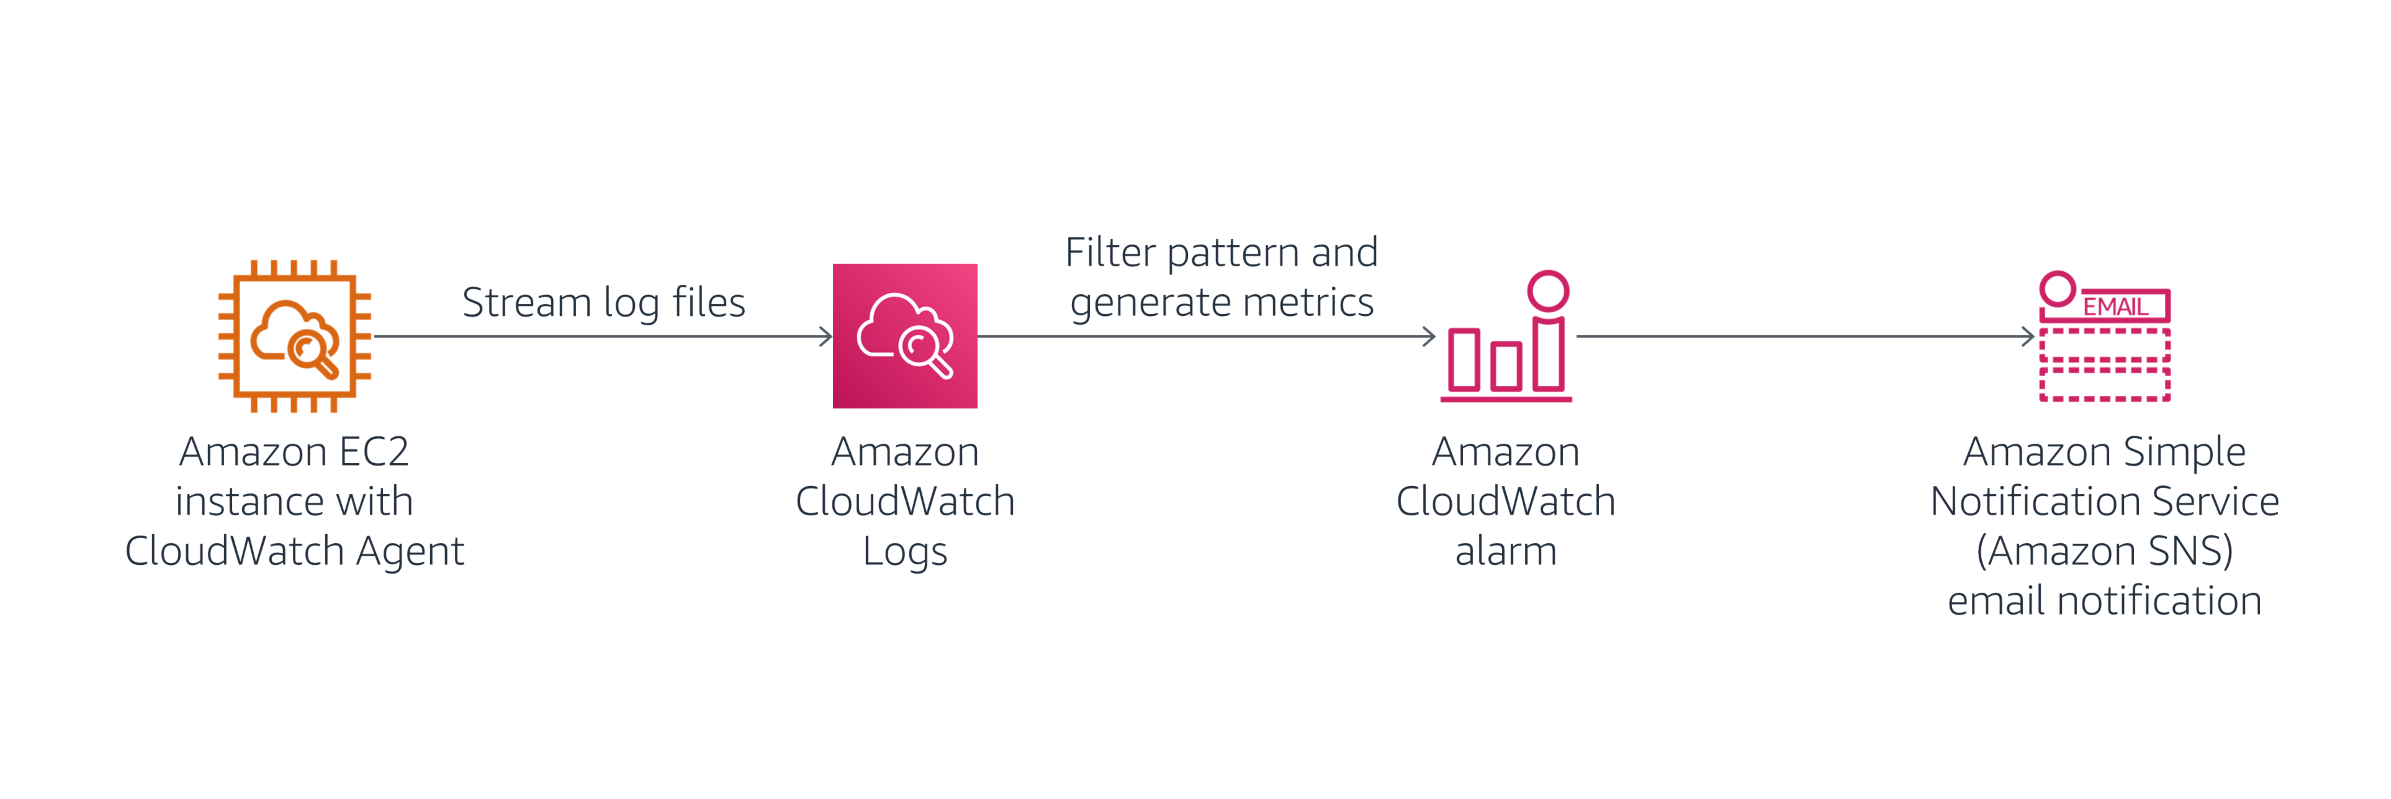 Stream log files
Filter pattern and
generate metrics
EMAIL
Amazon EC2
instance with
CloudWatch Agent
Amazon
CloudWatch
Logs
Amazon
CloudWatch
alarm
Amazon Simple
Notification Service
(Amazon SNS)
email notification